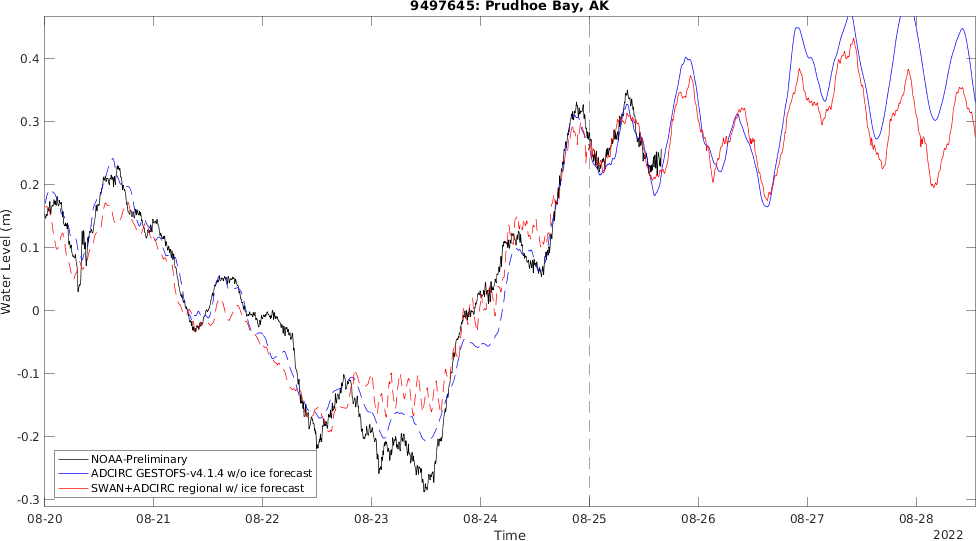 9497645: Prudhoe Bay, AK
0.4
0.3
0.2
0.1
0
-0.1
-0.2
-0.3
Water Level (m)
NOAA-Preliminary
ADCIRC GESTOFS-v4.1.4 w/o ice forecast
SWAN+ADCIRC regional w/ ice forecast
08-20 08-21 08-22 08-23 08-24 08-25 08-26 08-27 08-28
Time
2022